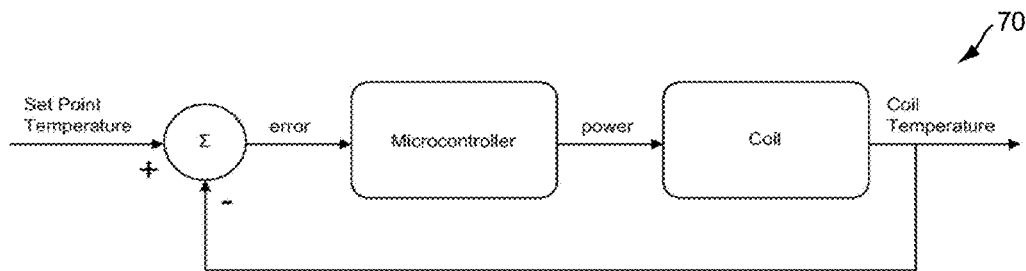 70
Set Point
Temperature
+
Σ
-
error
Microcontroller
power
Coil
Coil
Temperature